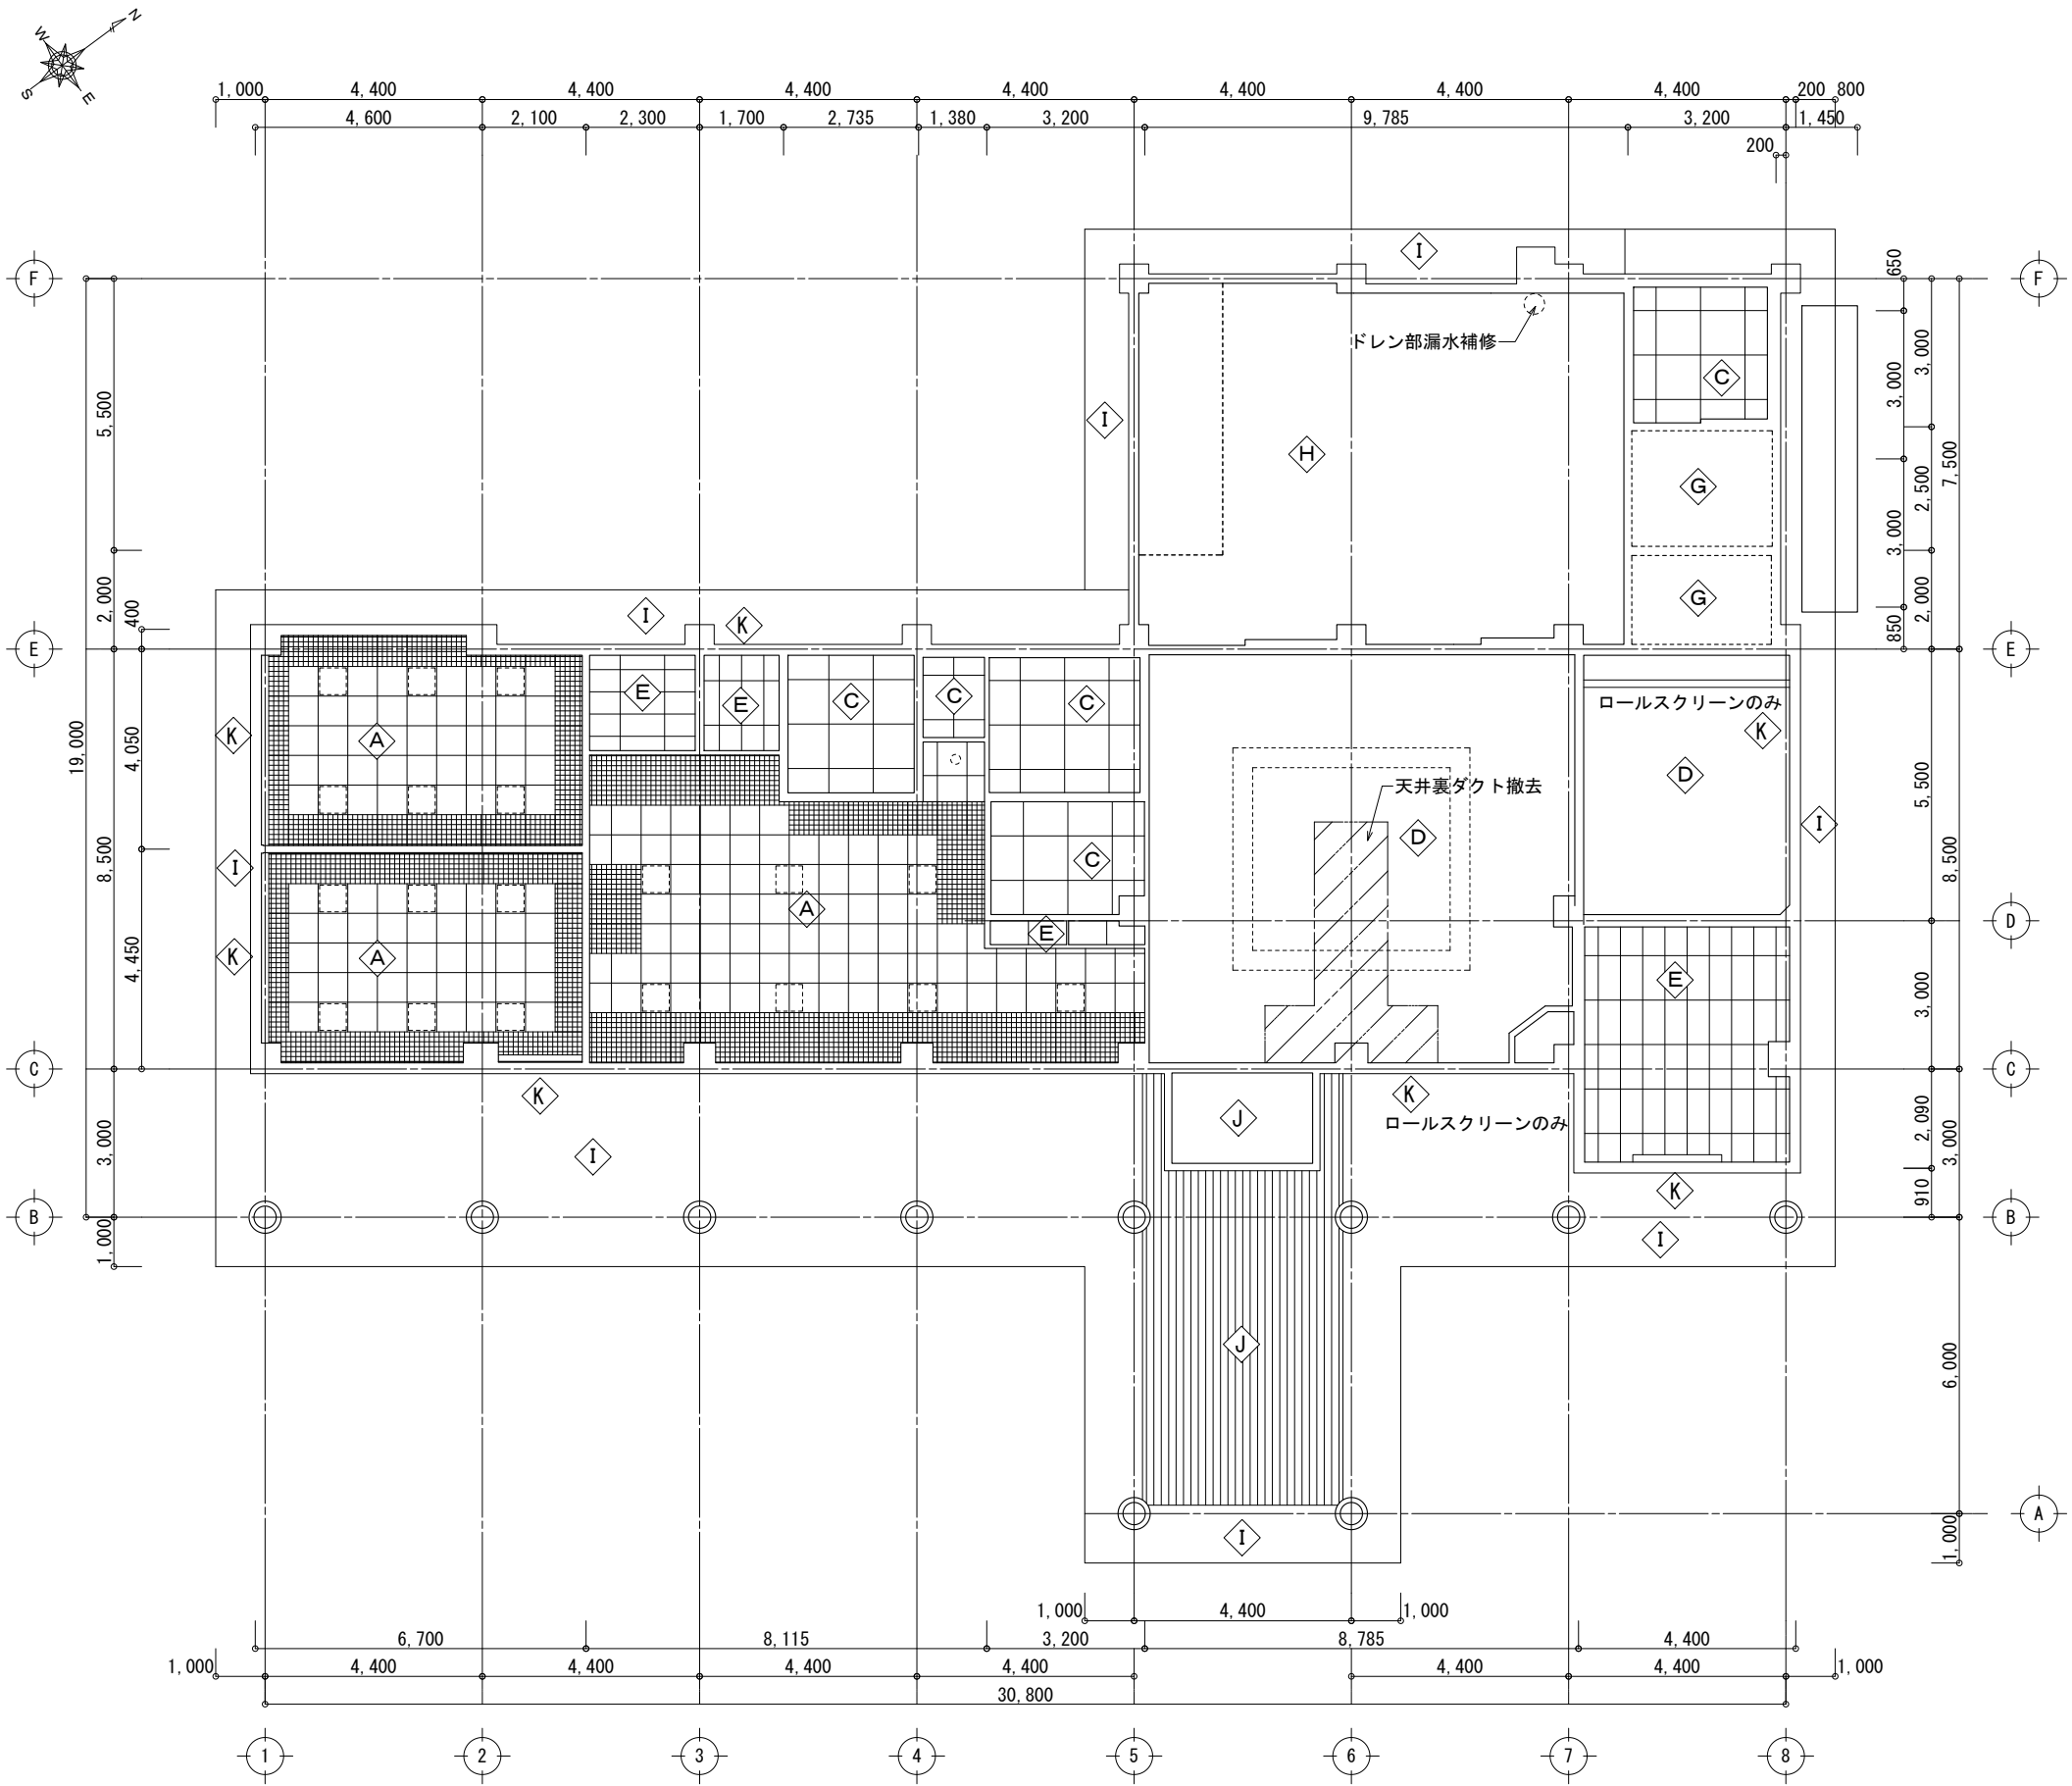 N
W
S
E
1,000 4,400 4,400 4,400 4,400 4,400 4,400 4,400 200 800
4,600 2,100 2,300 1,700 2,735 1,380 3,200 9,785 3,200 1,450
200
F
F
I
650
ドレン部漏水補修
3,000
3,000
C
5,500
I
H
7,500
G
2,500
3,000
2,000
400
I
K
G
2,000
850
E
E
K
A
E
E
C
C
C
ロールスクリーンのみ
K
19,000
4,050
D
天井裏ダクト撤去
5,500
D
I
8,500
I
C
8,500
A
D
E
K
A
4,450
E
3,000
C
C
K
J
K
ロールスクリーンのみ
3,000
I
2,090
3,000
K
910
B
B
1,000
I
J
6,000
A
I
1,000
1,000 4,400 1,000
6,700 8,115 3,200 8,785 4,400
1,000 4,400 4,400 4,400 4,400 4,400 4,400 1,000
30,800
1 2 3 4 5 6 7 8